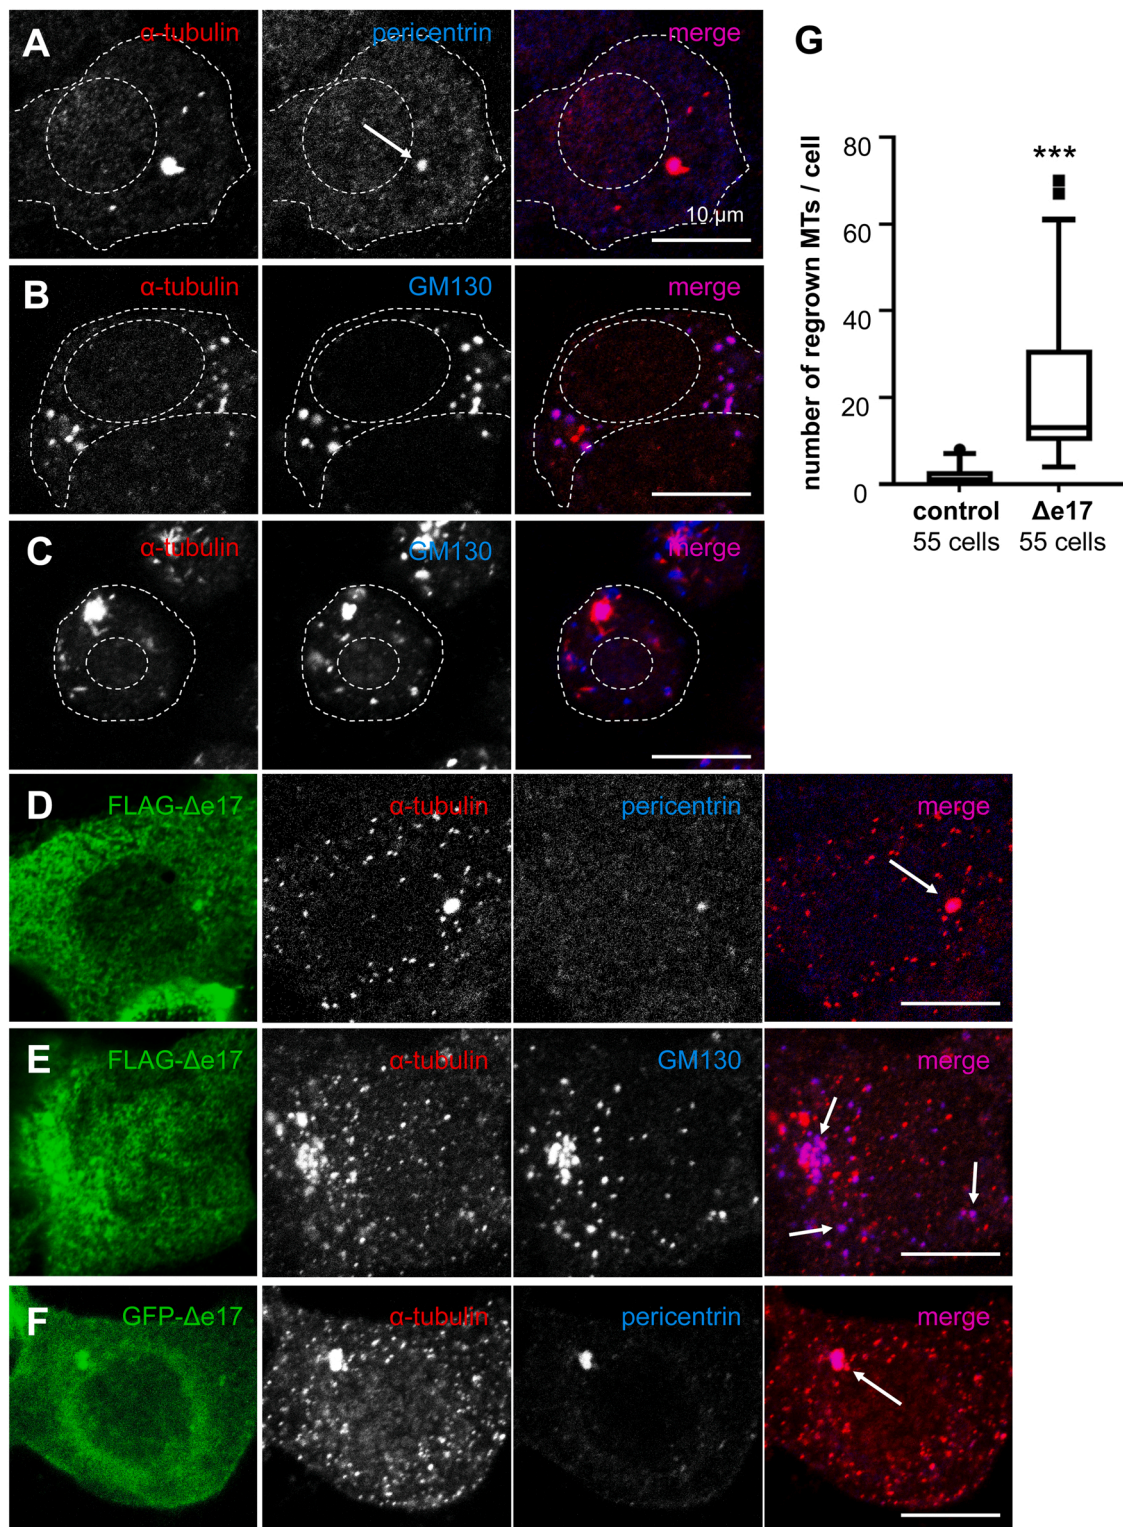 A
α-tubulin
pericentrin
merge
10 µm
B
α-tubulin
GM130
merge
C
α-tubulin
GM130
merge
D
FLAG-Δe17
α-tubulin
pericentrin
merge
E
FLAG-Δe17
α-tubulin
GM130
merge
F
GFP-Δe17
α-tubulin
pericentrin
merge
G
number of regrown MTs / cell
80
60
40
20
0
***
control
55 cells
Δe17
55 cells